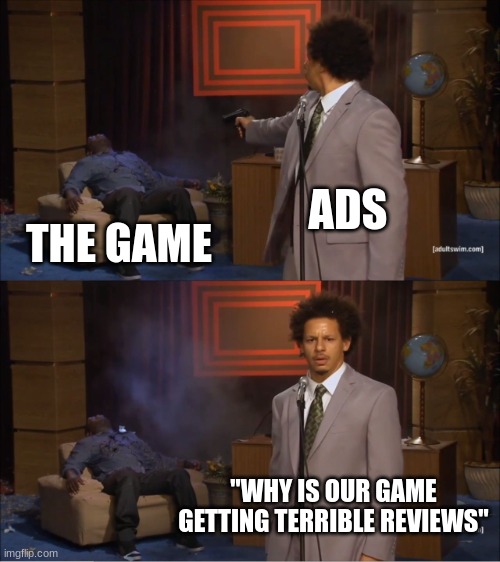 ADS
THE GAME
[adultswim.com]
"WHY IS OUR GAME
GETTING TERRIBLE REVIEWS"
imgflip.com